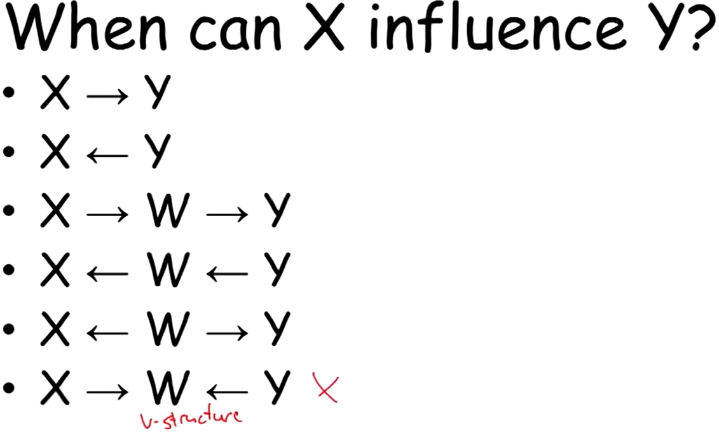 When can X influence Y?
• X → Y
• X ← Y
• X → W → Y
• X ← W ← Y
• X ← W → Y
• X → W ← Y X
v-structure